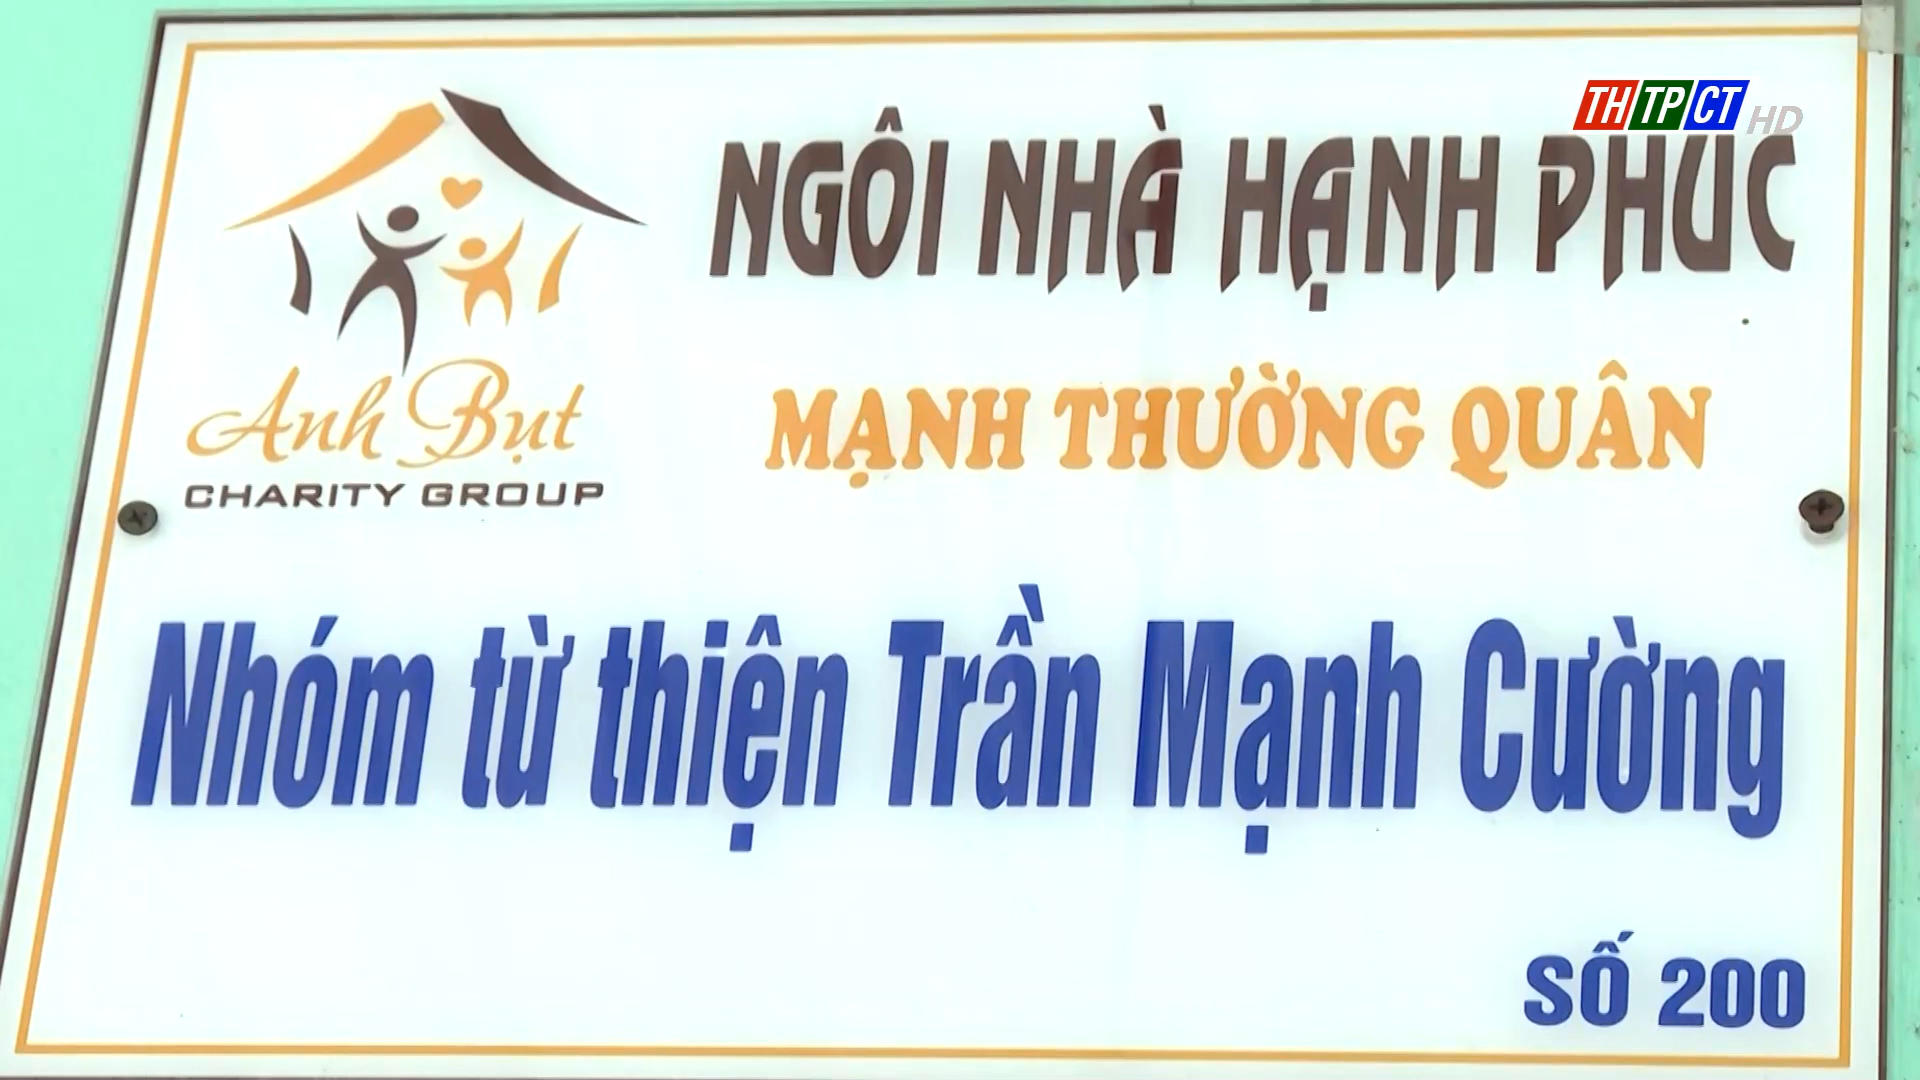 THTPCT HD
NGÔI NHÀ HẠNH PHÚC
Anh Bụt
CHARITY GROUP
MẠNH THƯỜNG QUÂN
Nhóm từ thiện Trần Mạnh Cường
SỐ 200